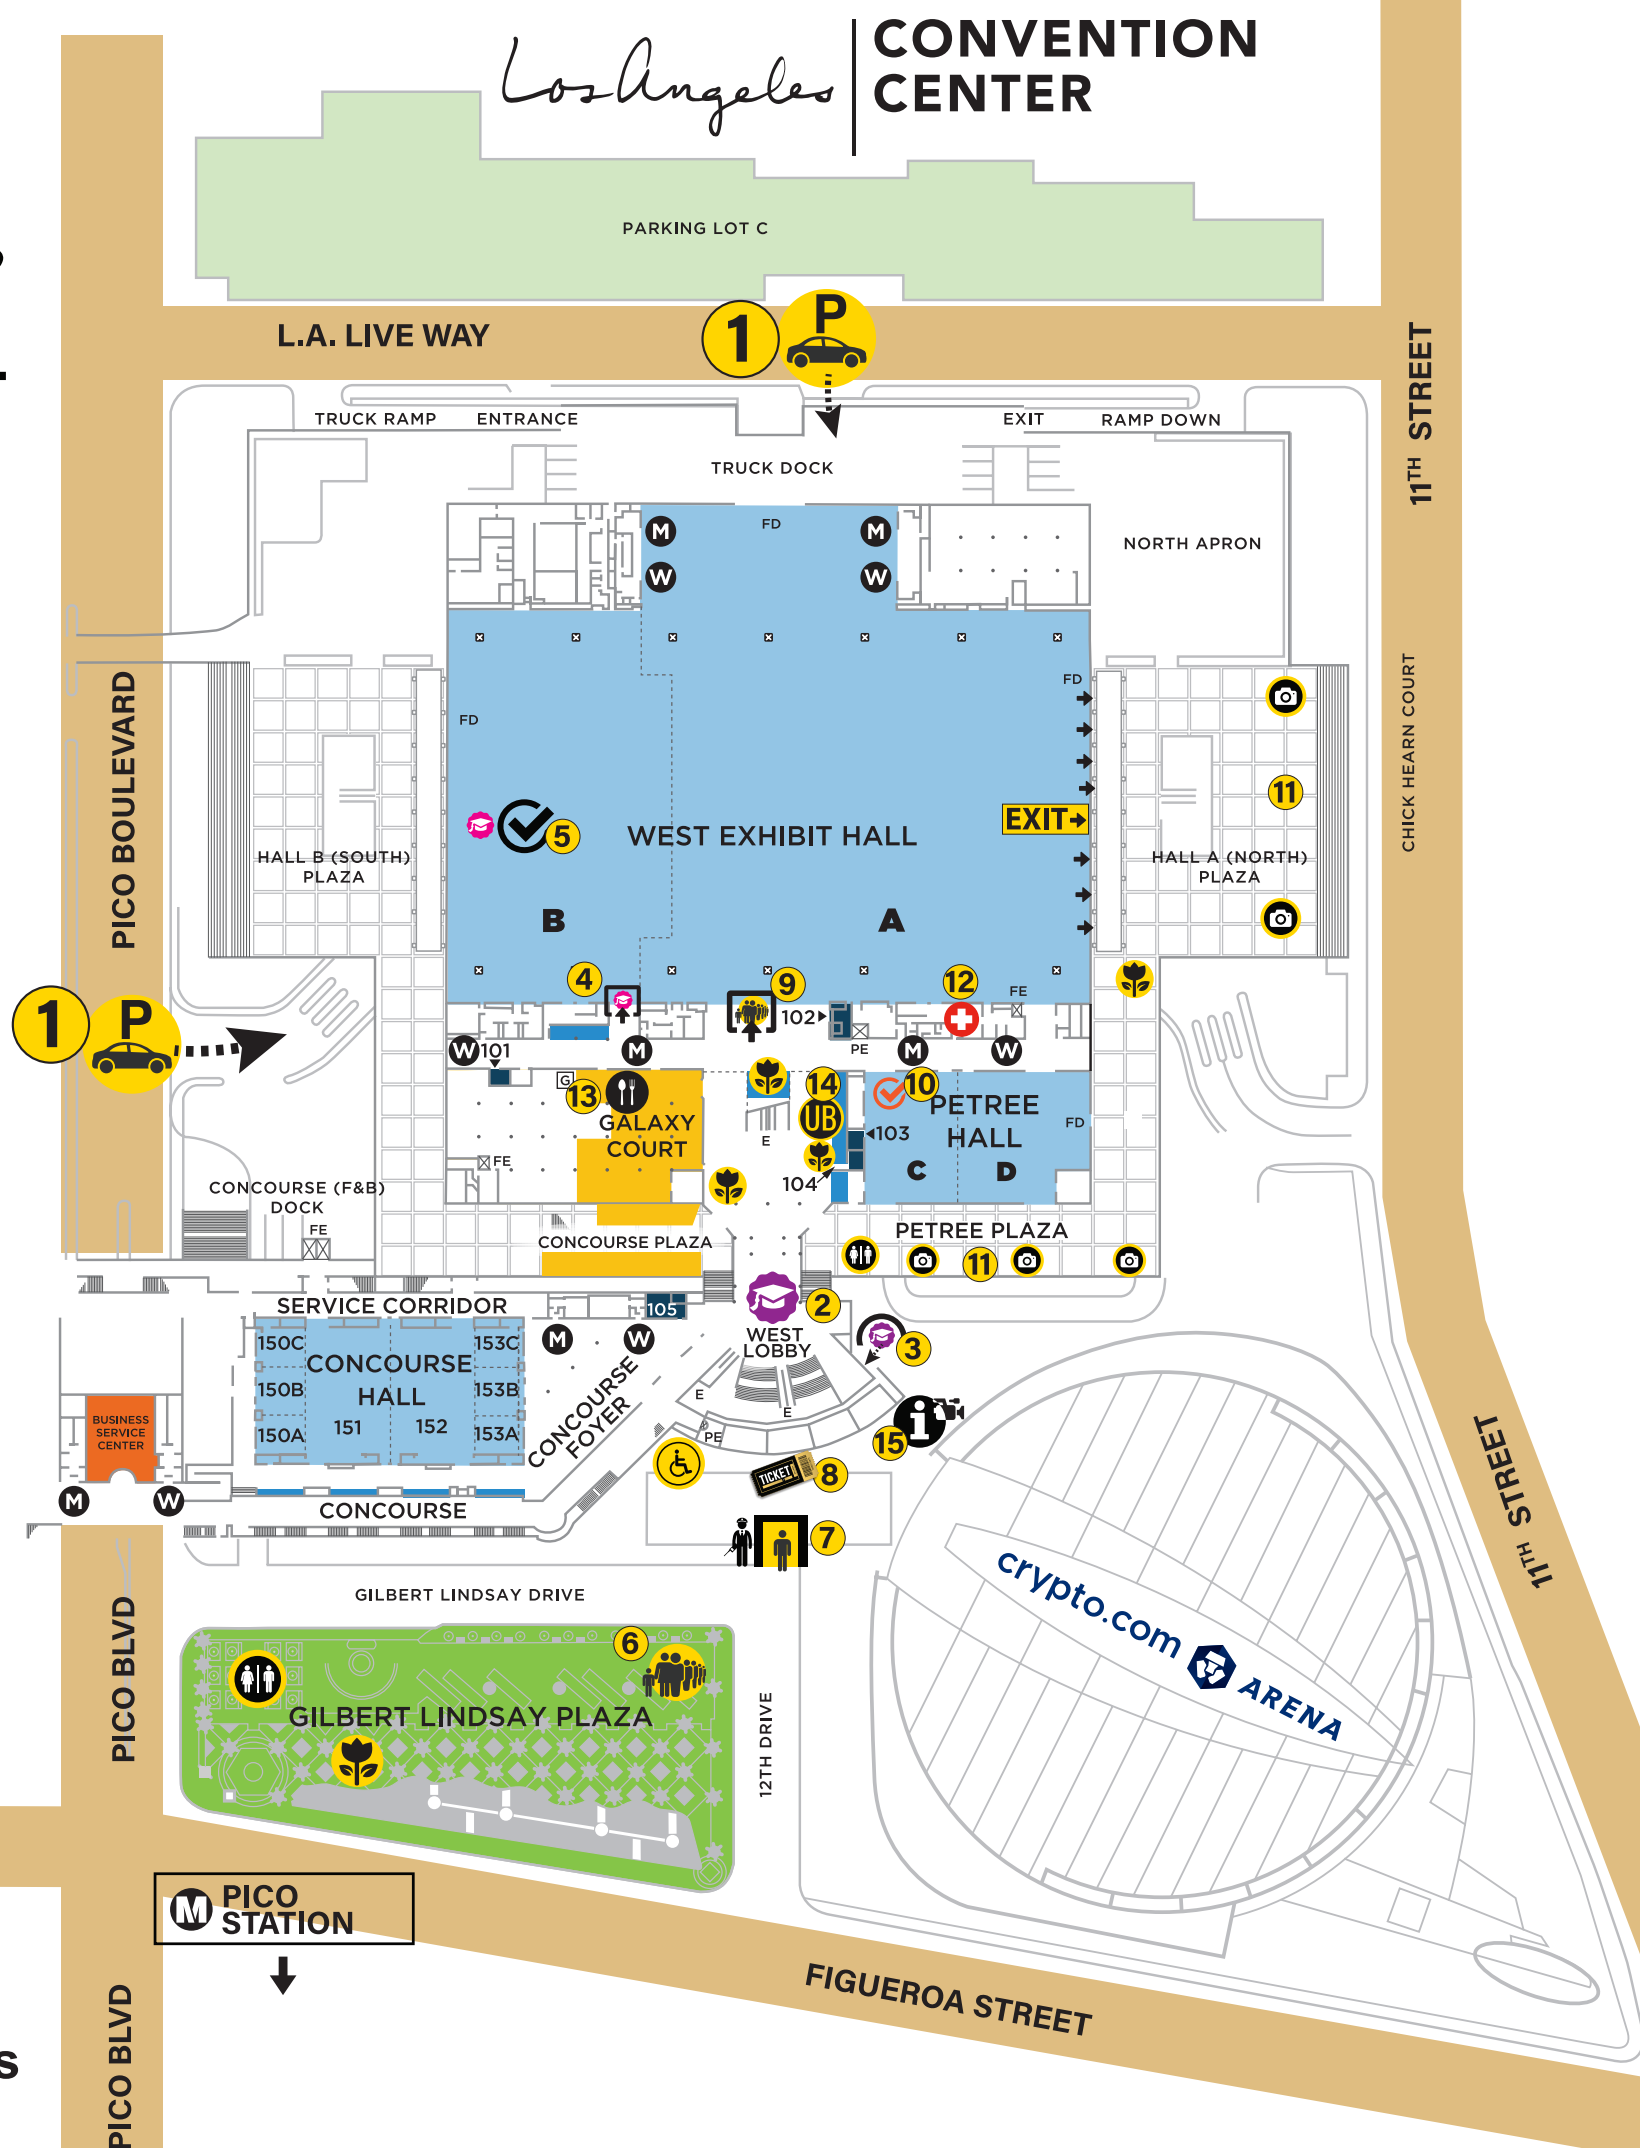 Los Angeles
CONVENTION
CENTER
PARKING LOT C
L.A. LIVE WAY
1
P
11TH STREET
TRUCK RAMP
ENTRANCE
EXIT
RAMP DOWN
TRUCK DOCK
M
FD
M
NORTH APRON
W
W
FD
FD
PICO BOULEVARD
CHICK HEARN COURT
11
EXIT
5
WEST EXHIBIT HALL
HALL B (SOUTH)
PLAZA
HALL A (NORTH)
PLAZA
B
A
4
9
12
FE
102
1
P
W
101
M
PE
M
W
G
13
14
10
GALAXY
COURT
UB
PETREE
HALL
FD
E
103
FE
C
D
104
CONCOURSE (F&B)
DOCK
FE
CONCOURSE PLAZA
PETREE PLAZA
11
SERVICE CORRIDOR
105
2
150C
153C
M
W
WEST
LOBBY
3
CONCOURSE
HALL
150B
153B
E
CONCOURSE
FOYER
E
BUSINESS
SERVICE
CENTER
150A
151
152
153A
PE
i
15
TICKET
8
M
W
CONCOURSE
7
GILBERT LINDSAY DRIVE
11TH STREET
PICO BLVD
6
GILBERT LINDSAY PLAZA
12TH DRIVE
crypto.com
ARENA
M
PICO
STATION
FIGUEROA STREET
PICO BLVD
s